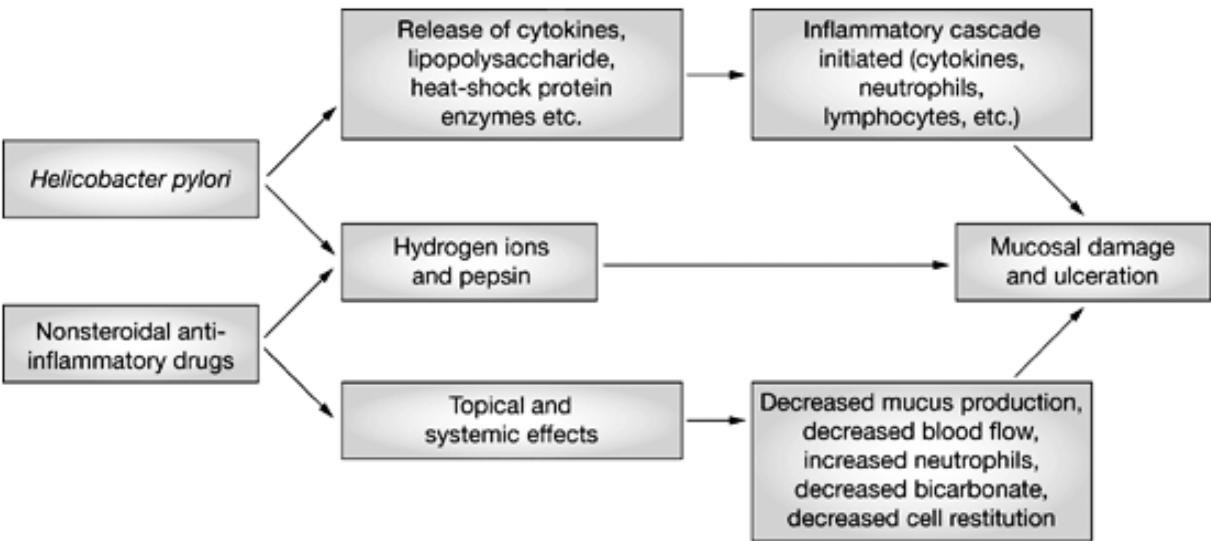 Release of cytokines,
lipopolysaccharide,
heat-shock protein
enzymes etc.
Inflammatory cascade
initiated (cytokines,
neutrophils,
lymphocytes, etc.)
Helicobacter pylori
Hydrogen ions
and pepsin
Mucosal damage
and ulceration
Nonsteroidal anti-
inflammatory drugs
Topical and
systemic effects
Decreased mucus production,
decreased blood flow,
increased neutrophils,
decreased bicarbonate,
decreased cell restitution